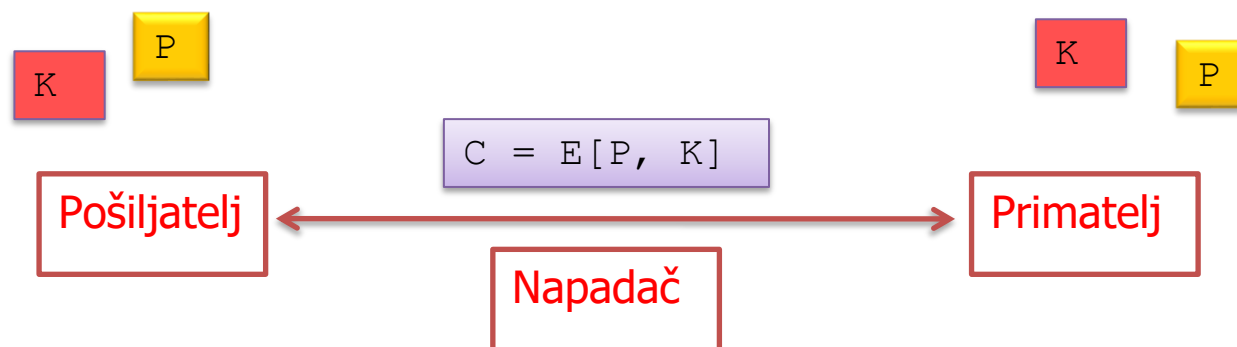 K
P
K
P
C = E[P, K]
Pošiljatelj
Primatelj
Napadač